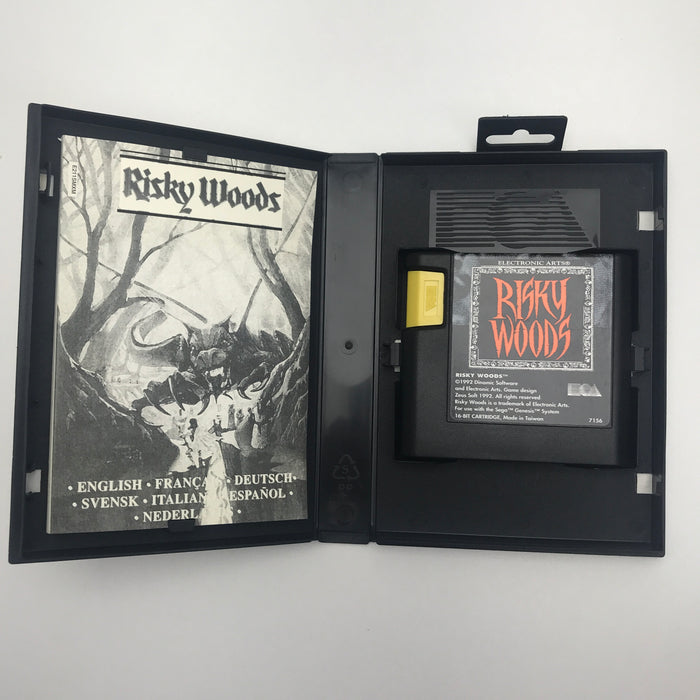 E211SMXM
Risky Woods
· ENGLISH · FRANÇA · DEUTSCH ·
· SVENSK · ITALIAN ESPAÑOL ·
· NEDERLA S ·
ELECTRONIC ARTS®
RISKY
WOODS
RISKY WOODS™
©1992 Dinamic Software
and Electronic Arts. Game design
Zeus Soft 1992. All rights reserved
Risky Woods is a trademark of Electronic Arts.
For use with the Sega™ Genesis™ System
16-BIT CARTRIDGE, Made in Taiwan
7156